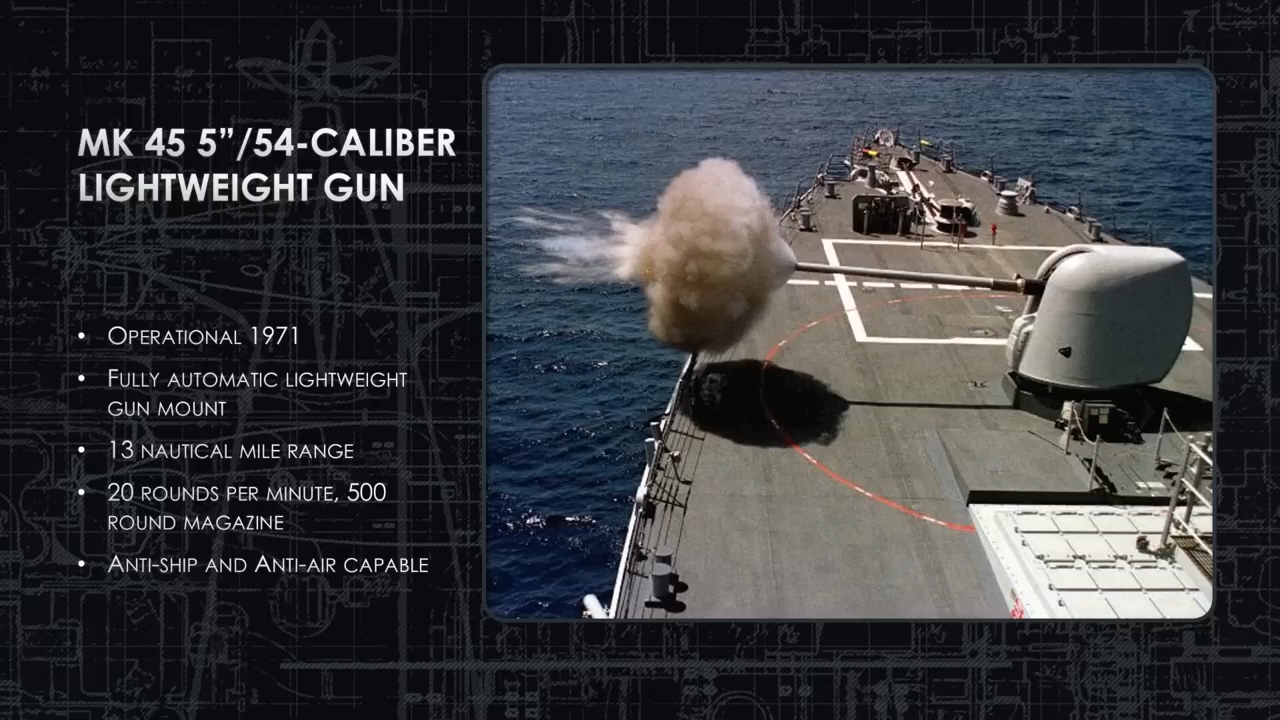 MK 45 5”/54-CALIBER
LIGHTWEIGHT GUN
• OPERATIONAL 1971
• FULLY AUTOMATIC LIGHTWEIGHT
GUN MOUNT
• 13 NAUTICAL MILE RANGE
• 20 ROUNDS PER MINUTE, 500
ROUND MAGAZINE
• ANTI-SHIP AND ANTI-AIR CAPABLE